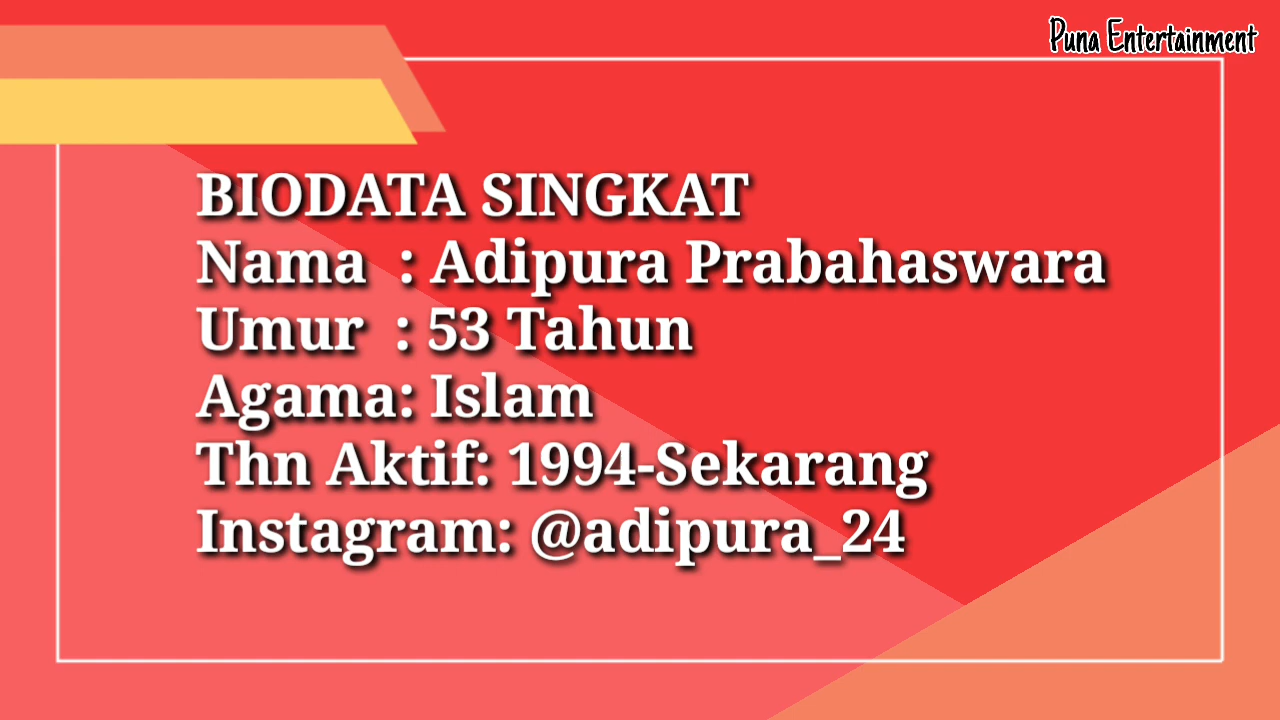 Puna Entertainment
BIODATA SINGKAT
Nama : Adipura Prabahaswara
Umur : 53 Tahun
Agama: Islam
Thn Aktif: 1994-Sekarang
Instagram: @adipura_24